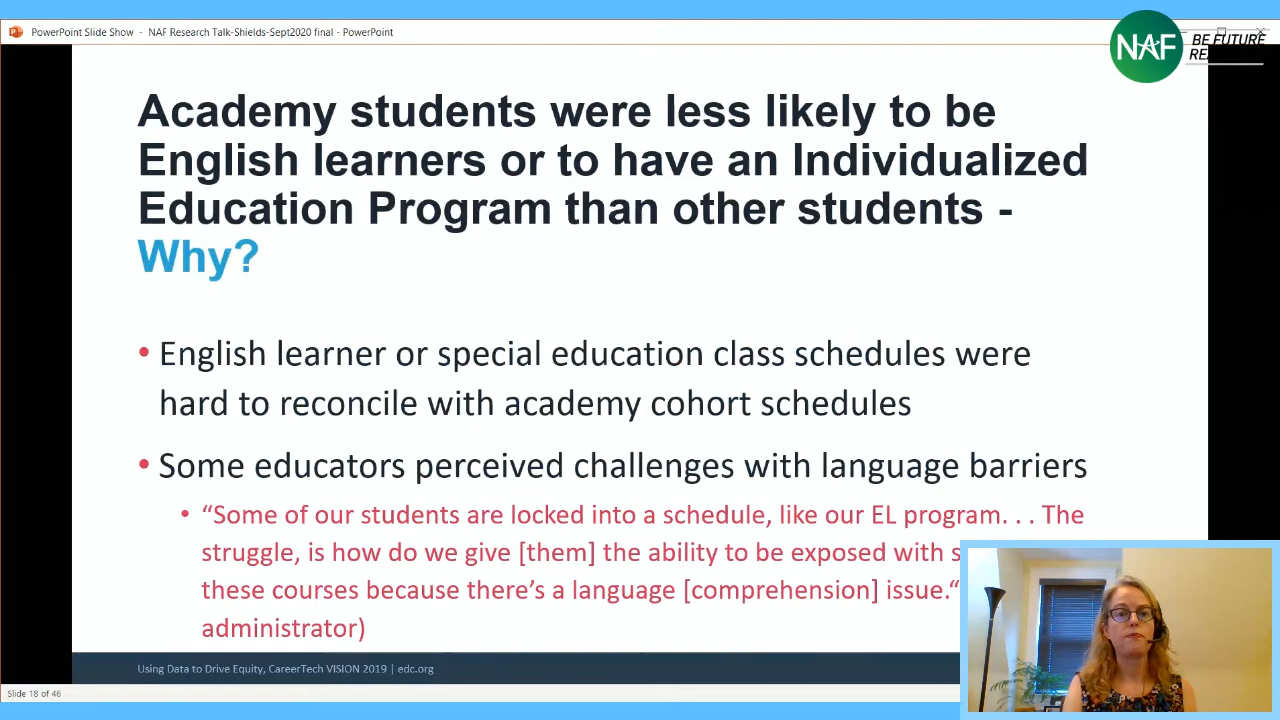 PowerPoint Slide Show - NAF Research Talk-Shields-Sept2020 final - PowerPoint
NAF
BE FUTURE
Academy students were less likely to be
English learners or to have an Individualized
Education Program than other students -
Why?
• English learner or special education class schedules were
hard to reconcile with academy cohort schedules
• Some educators perceived challenges with language barriers
• “Some of our students are locked into a schedule, like our EL program. . . The
struggle, is how do we give [them] the ability to be exposed with
these courses because there’s a language [comprehension] issue.“
administrator)
Using Data to Drive Equity, CareerTech VISION 2019 | edc.org
Slide 18 of 46